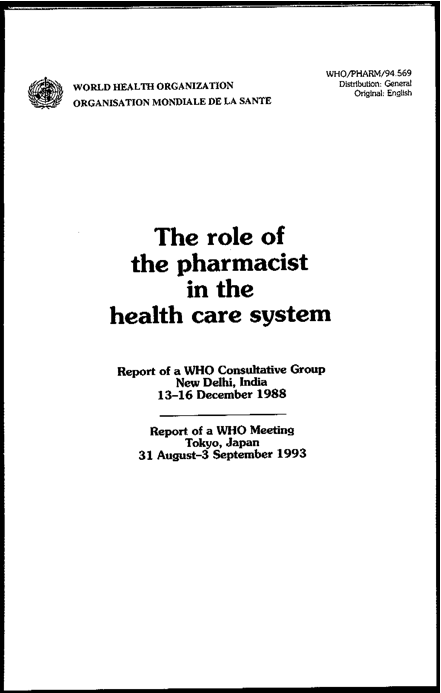 WHO/PHARM/94.569
Distribution: General
Original: English
WORLD HEALTH ORGANIZATION
ORGANISATION MONDIALE DE LA SANTE
The role of
the pharmacist
in the
health care system
Report of a WHO Consultative Group
New Delhi, India
13–16 December 1988
Report of a WHO Meeting
Tokyo, Japan
31 August–3 September 1993